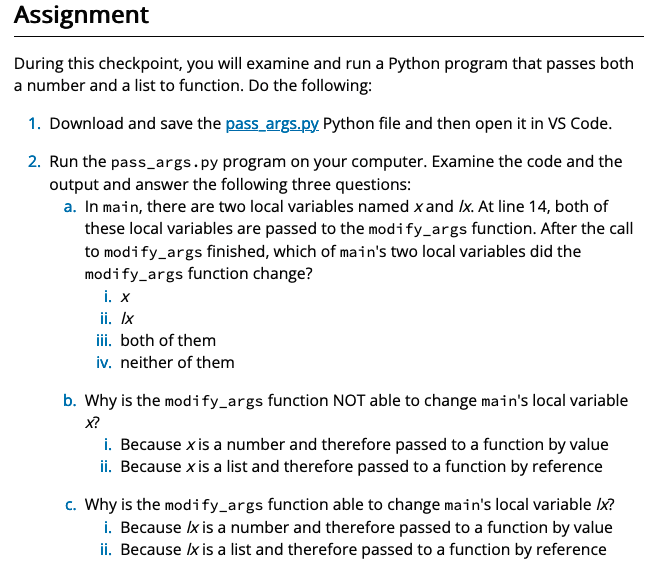 Assignment
During this checkpoint, you will examine and run a Python program that passes both
a number and a list to function. Do the following:
1. Download and save the pass_args.py Python file and then open it in VS Code.
2. Run the pass_args.py program on your computer. Examine the code and the
output and answer the following three questions:
a. In main, there are two local variables named x and lx. At line 14, both of
these local variables are passed to the modify_args function. After the call
to modify_args finished, which of main's two local variables did the
modify_args function change?
i. x
ii. lx
iii. both of them
iv. neither of them
b. Why is the modify_args function NOT able to change main's local variable
x?
i. Because x is a number and therefore passed to a function by value
ii. Because x is a list and therefore passed to a function by reference
c. Why is the modify_args function able to change main's local variable lx?
i. Because lx is a number and therefore passed to a function by value
ii. Because lx is a list and therefore passed to a function by reference